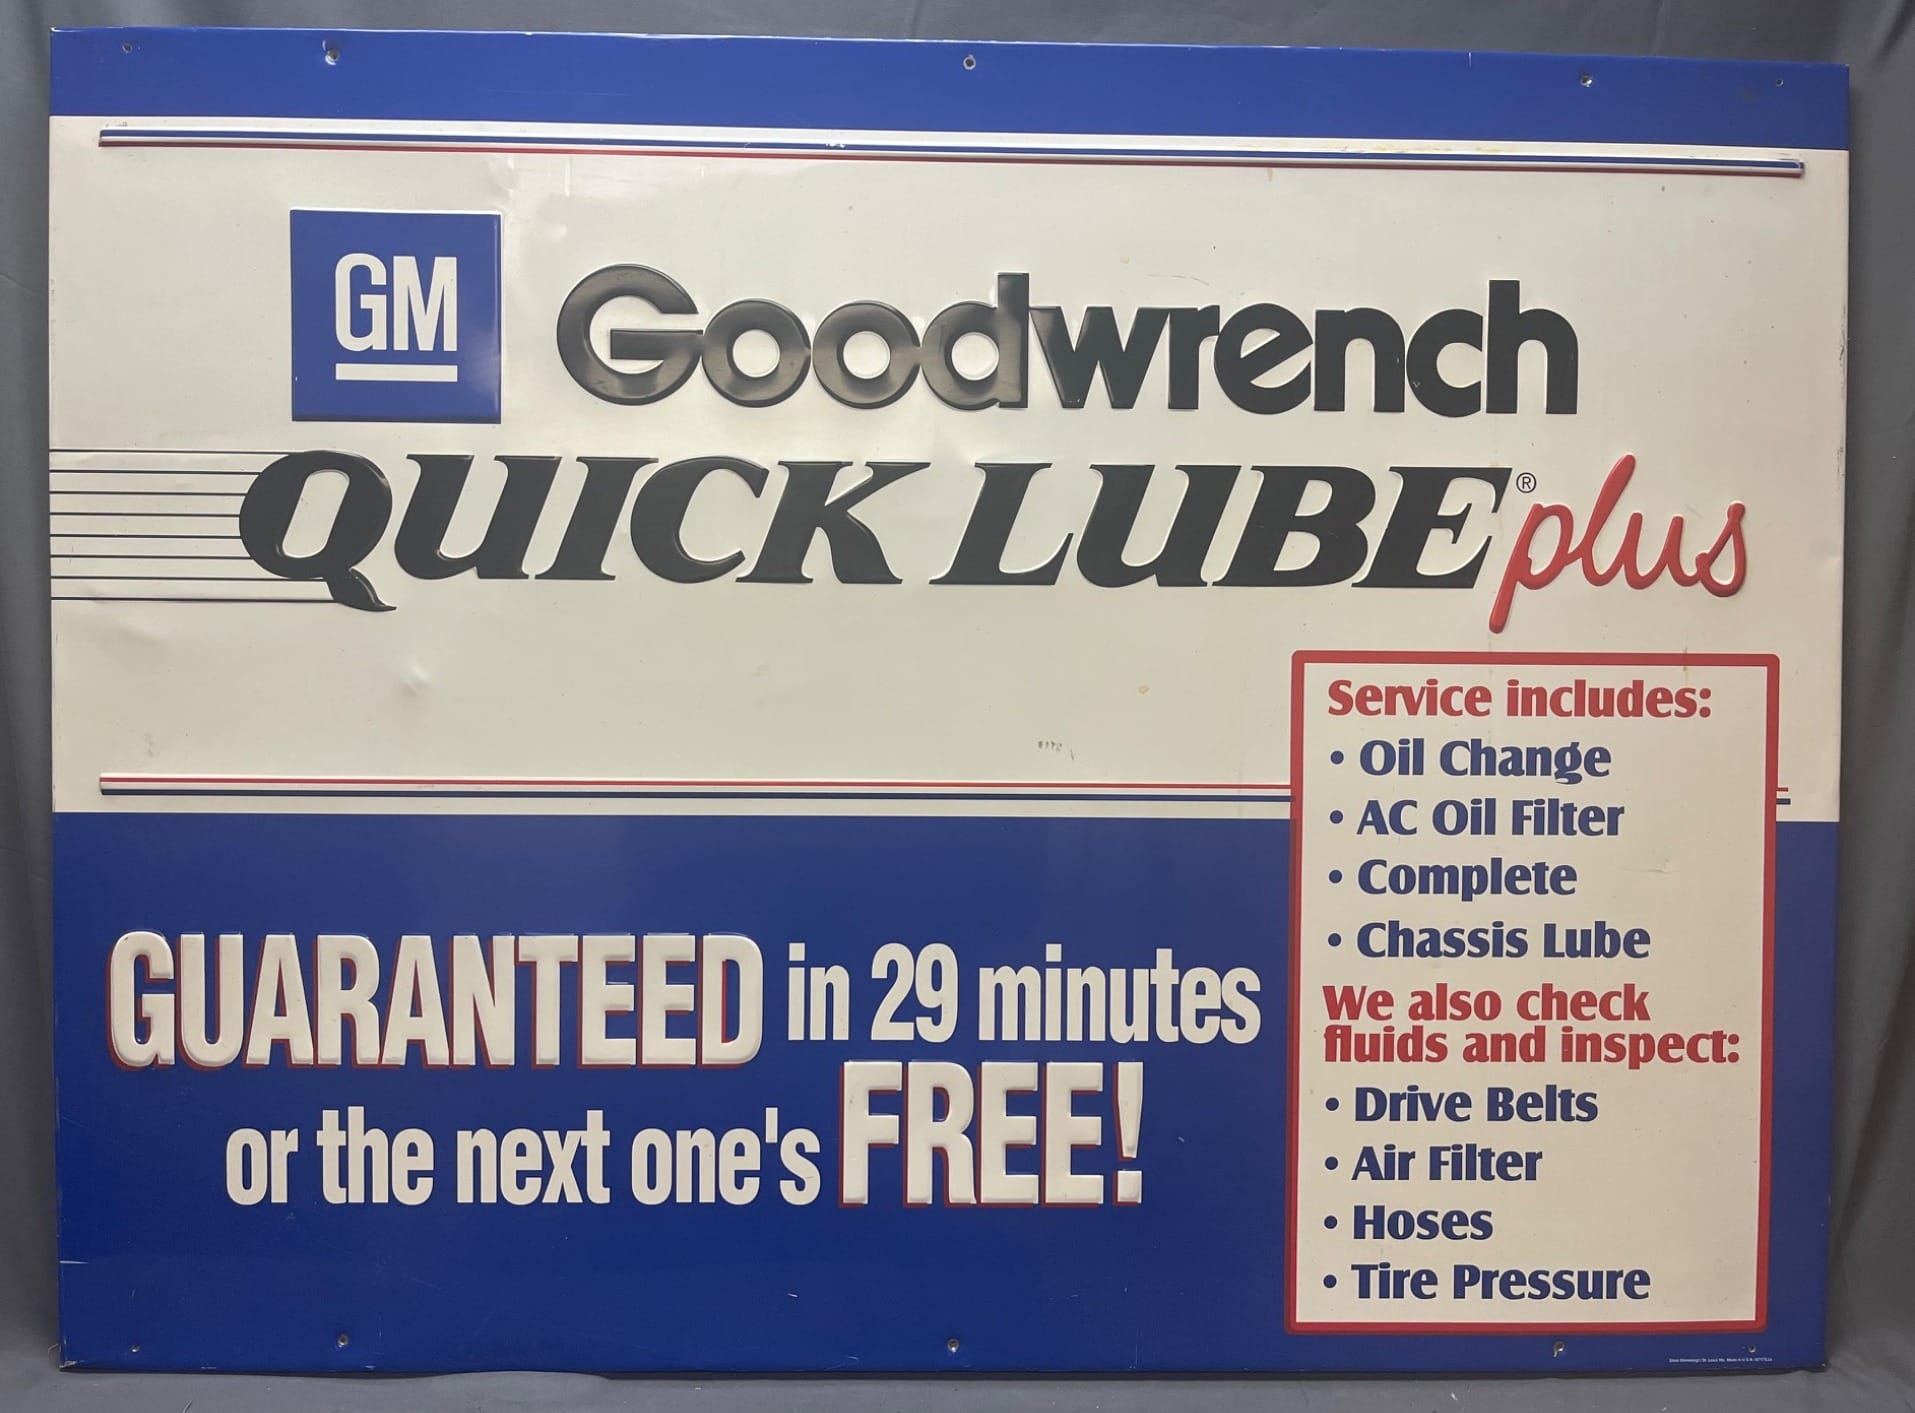 GM
Goodwrench
QUICK LUBE® plus
Service includes:
• Oil Change
• AC Oil Filter
• Complete
• Chassis Lube
We also check
fluids and inspect:
• Drive Belts
• Air Filter
• Hoses
• Tire Pressure
GUARANTEED in 29 minutes
or the next one's FREE!